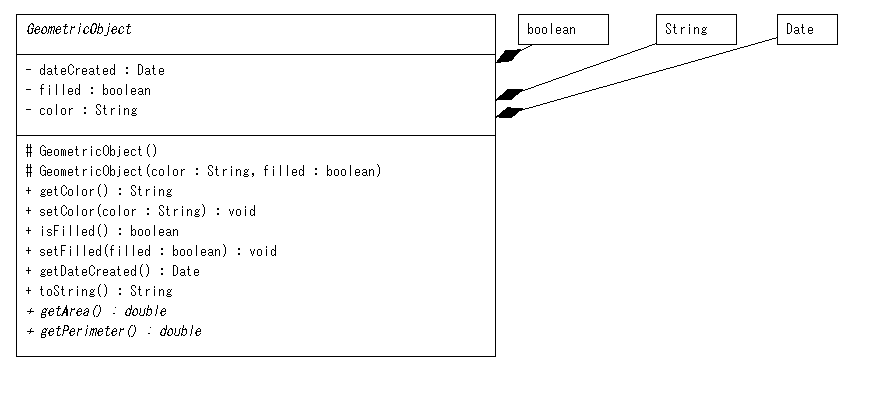 GeometricObject
- dateCreated : Date
- filled : boolean
- color : String
# GeometricObject()
# GeometricObject(color : String, filled : boolean)
+ getColor() : String
+ setColor(color : String) : void
+ isFilled() : boolean
+ setFilled(filled : boolean) : void
+ getDateCreated() : Date
+ toString() : String
+ getArea() : double
+ getPerimeter() : double
boolean
String
Date